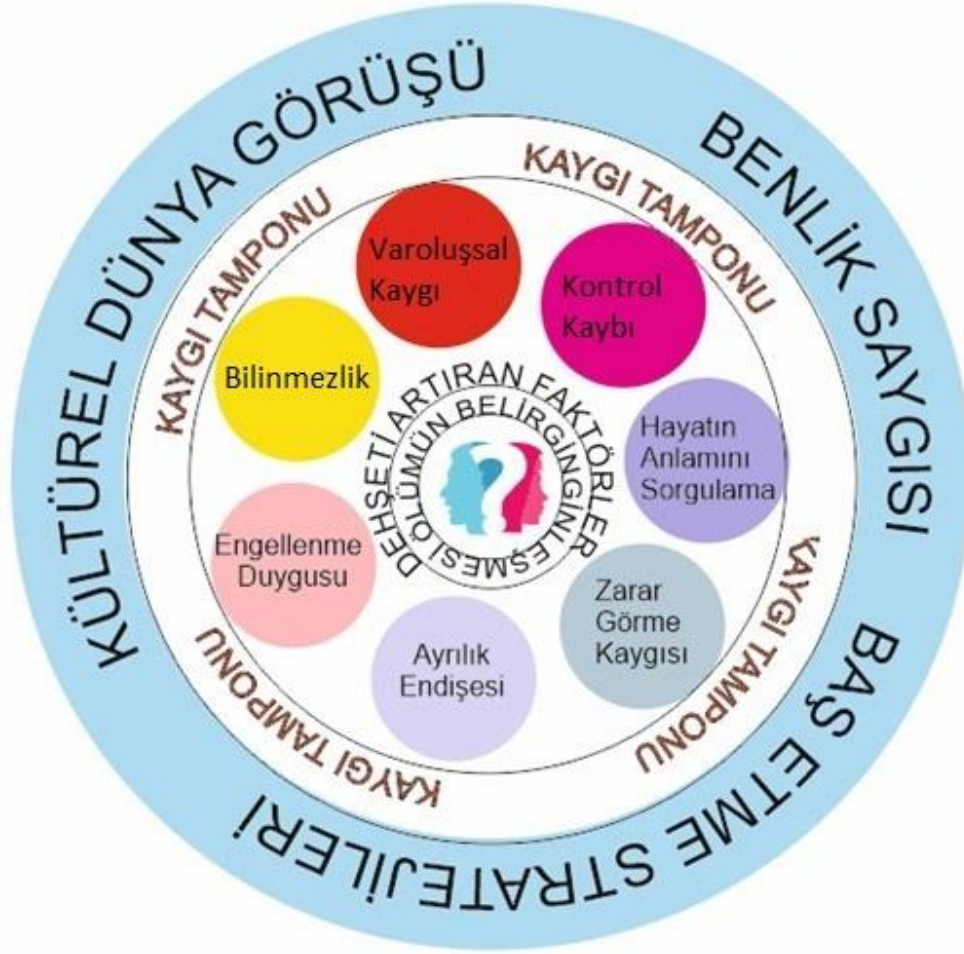 KÜLTÜREL DÜNYA GÖRÜŞÜ
BENLİK SAYGISI
BAŞ ETME STRATEJİLERİ
KAYGI TAMPONU
KAYGI TAMPONU
KAYGI TAMPONU
KAYGI TAMPONU
Varoluşsal
Kaygı
Kontrol
Kaybı
Hayatın
Anlamını
Sorgulama
Zarar
Görme
Kaygısı
Ayrılık
Endişesi
Engellenme
Duygusu
Bilinmezlik
DEHŞETİ ARTIRAN FAKTÖRLER
ÖLÜMÜN BELİRGİNGİNLEŞMESİ